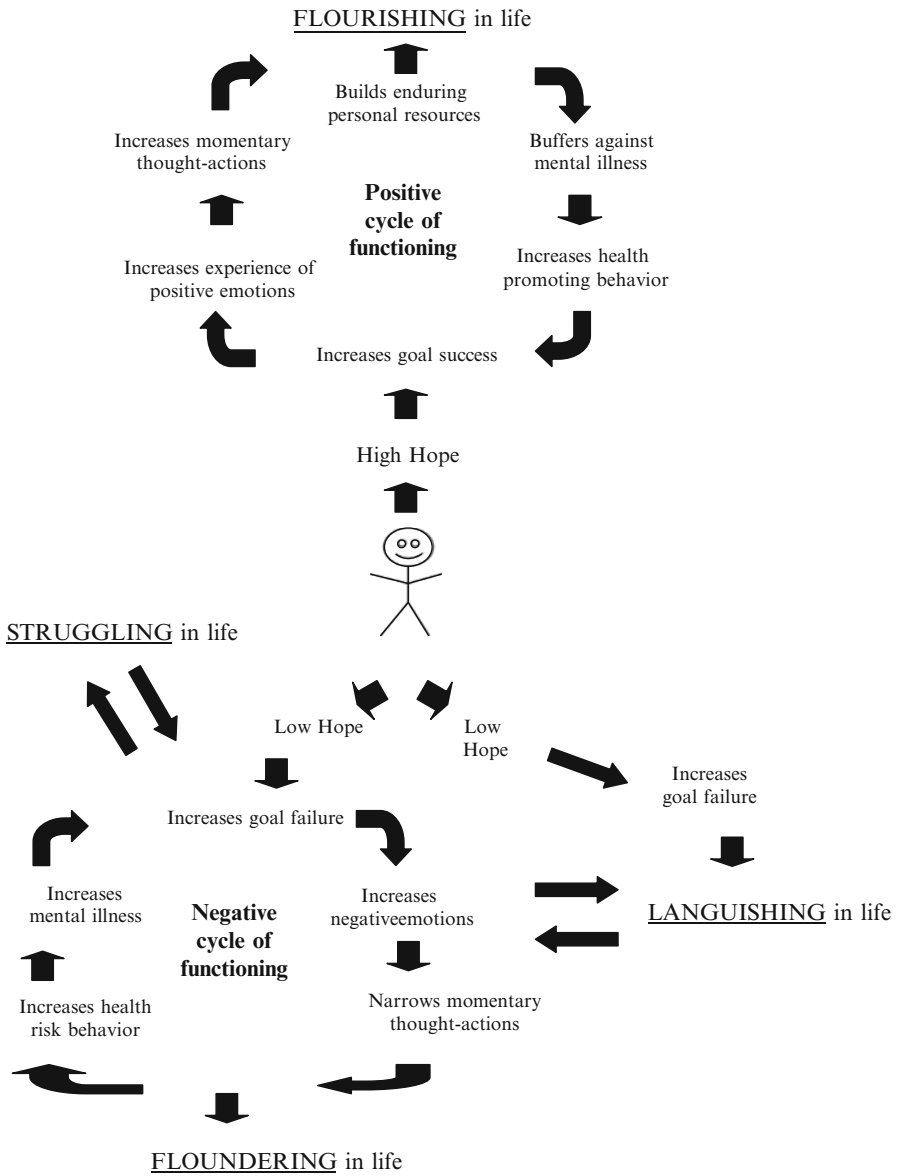 FLOURISHING in life
Builds enduring
personal resources
Increases momentary
thought-actions
Buffers against
mental illness
Positive
cycle of
functioning
Increases experience of
positive emotions
Increases health
promoting behavior
Increases goal success
High Hope
STRUGGLING in life
Low Hope
Low
Hope
Increases
goal failure
Increases goal failure
Increases
mental illness
Negative
cycle of
functioning
Increases
negativeemotions
LANGUISHING in life
Increases health
risk behavior
Narrows momentary
thought-actions
FLOUNDERING in life